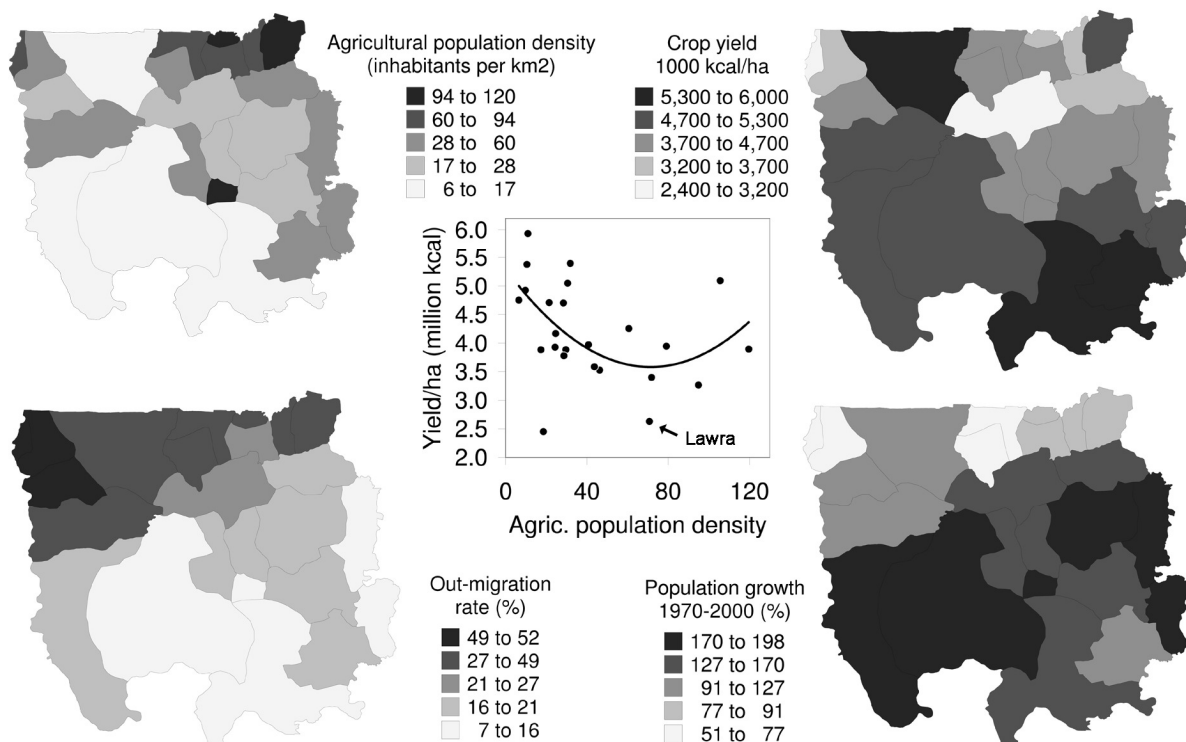 Agricultural population density
(inhabitants per km2)
94 to 120
60 to 94
28 to 60
17 to 28
6 to 17
Crop yield
1000 kcal/ha
5,300 to 6,000
4,700 to 5,300
3,700 to 4,700
3,200 to 3,700
2,400 to 3,200
Yield/ha (million kcal)
6.0
5.5
5.0
4.5
4.0
3.5
3.0
2.5
2.0
Lawra
0 40 80 120
Agric. population density
Out-migration
rate (%)
49 to 52
27 to 49
21 to 27
16 to 21
7 to 16
Population growth
1970-2000 (%)
170 to 198
127 to 170
91 to 127
77 to 91
51 to 77